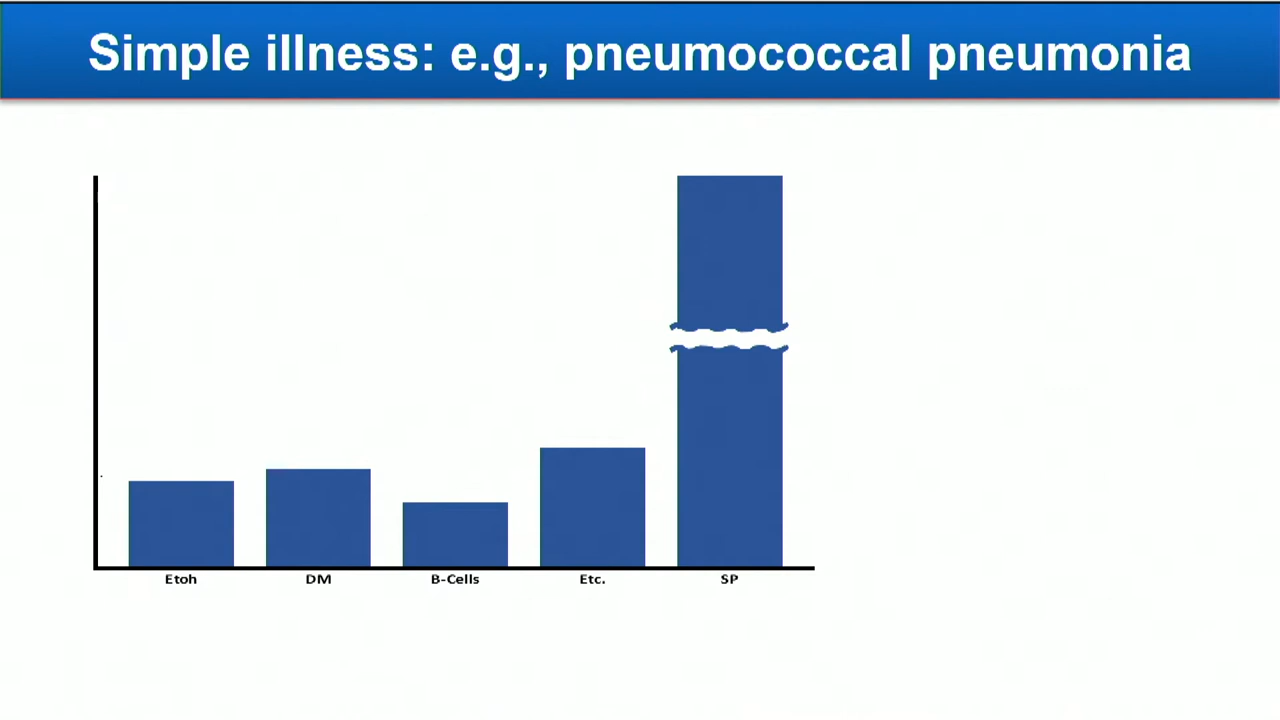 Simple illness: e.g., pneumococcal pneumonia
Etoh DM B-Cells Etc. SP